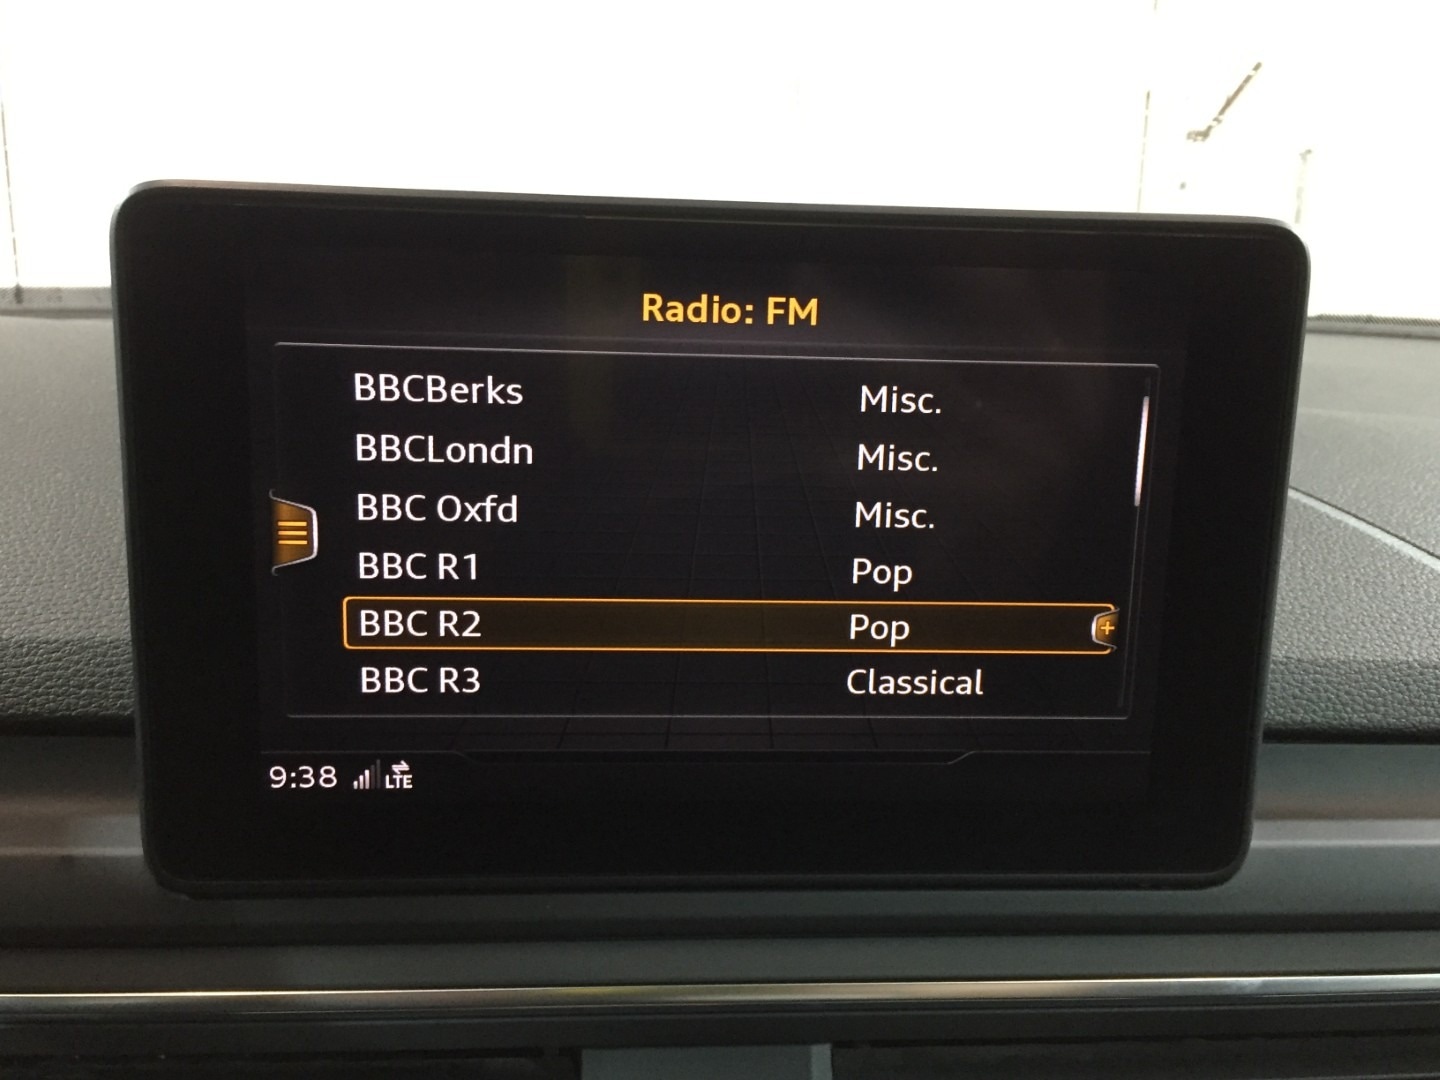 Radio: FM
BBCBerks Misc.
BBCLondn Misc.
BBC Oxfd Misc.
BBC R1 Pop
BBC R2 Pop
BBC R3 Classical
9:38 LTE